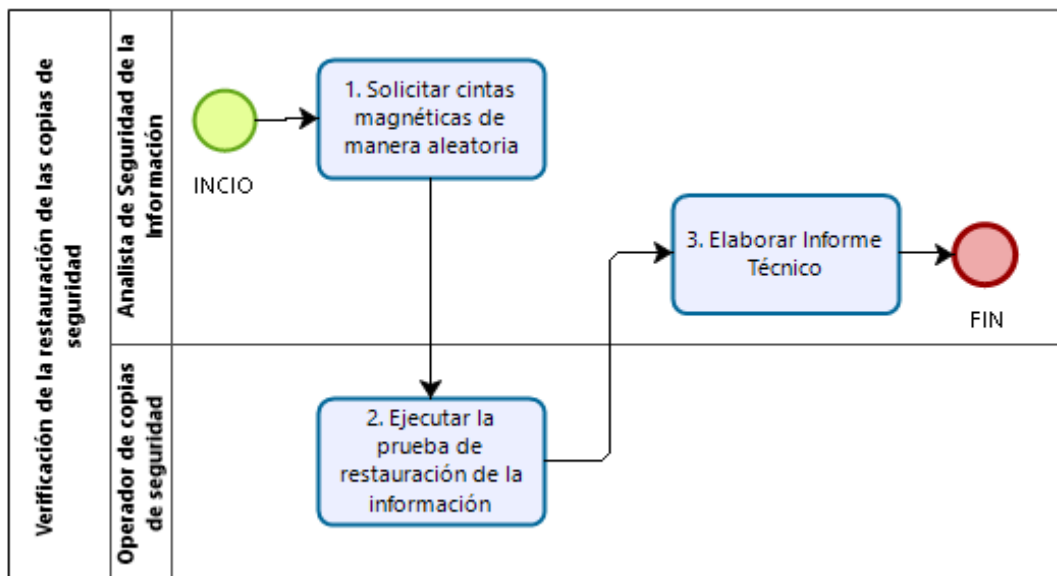 Verificación de la restauración de las copias de
seguridad
Analista de Seguridad de la
Información
INCIO
1. Solicitar cintas
magnéticas de
manera aleatoria
3. Elaborar Informe
Técnico
FIN
Operador de copias
de seguridad
2. Ejecutar la
prueba de
restauración de la
información